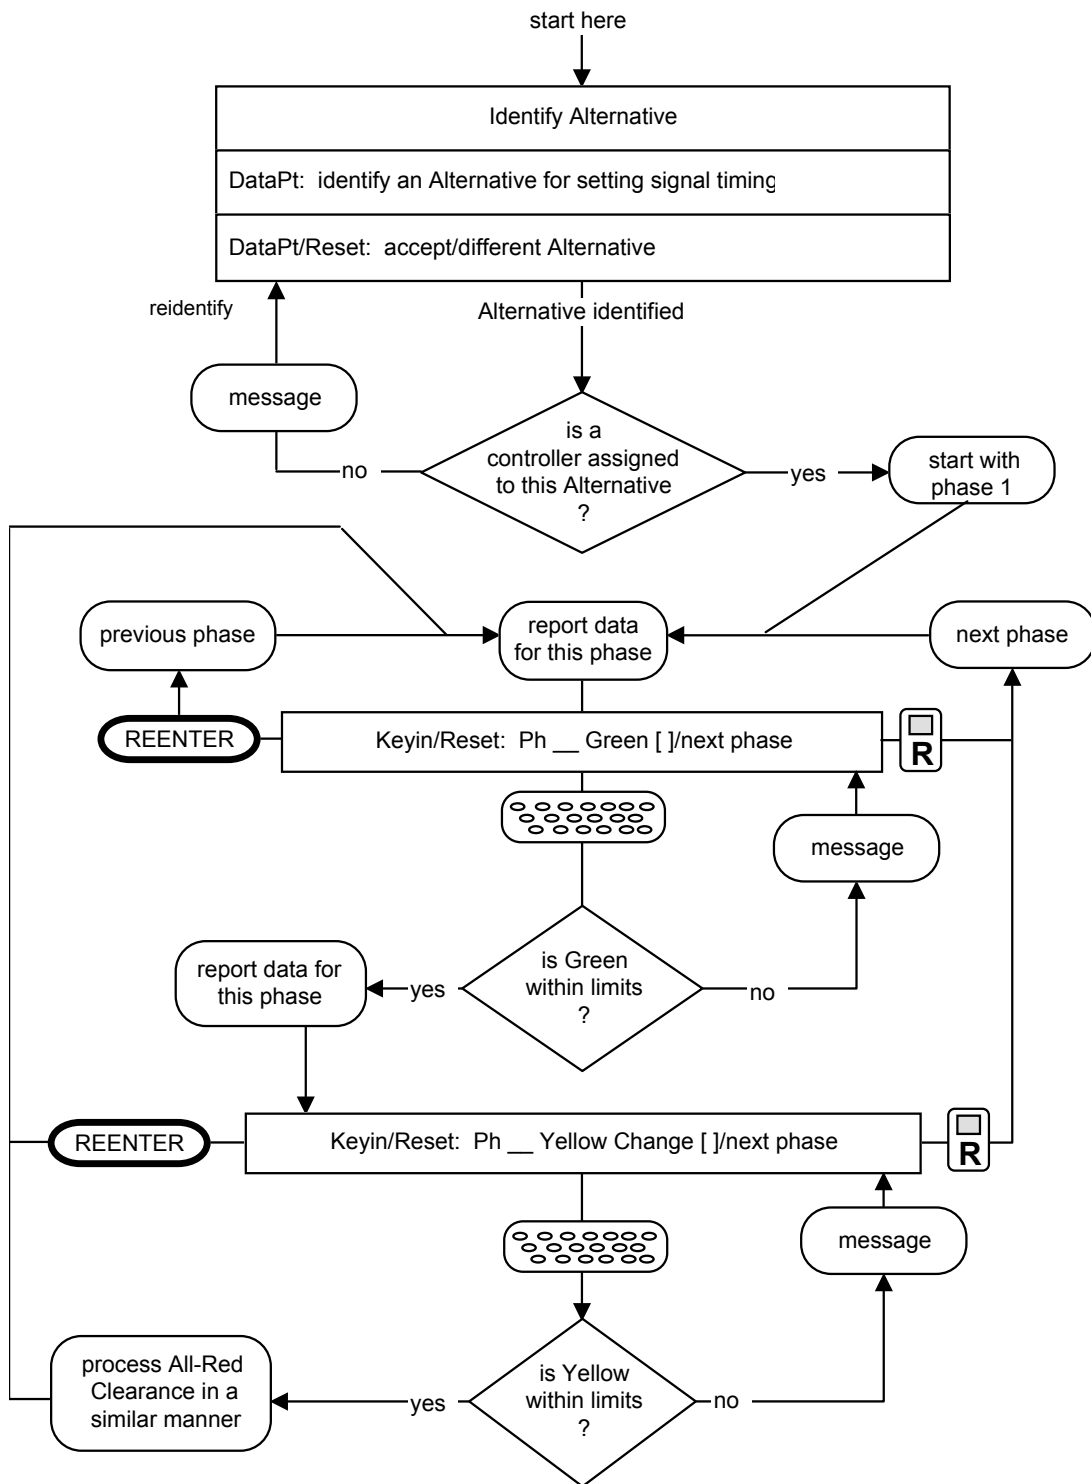 start here
Identify Alternative
DataPt:  identify an Alternative for setting signal timing
DataPt/Reset:  accept/different Alternative
reidentify
Alternative identified
message
is a
controller assigned
to this Alternative
?
no
yes
start with
phase 1
previous phase
report data
for this phase
next phase
REENTER
Keyin/Reset:  Ph __ Green [ ]/next phase
R
message
report data for
this phase
yes
is Green
within limits
?
no
REENTER
Keyin/Reset:  Ph __ Yellow Change [ ]/next phase
R
message
process All-Red
Clearance in a
similar manner
yes
is Yellow
within limits
?
no